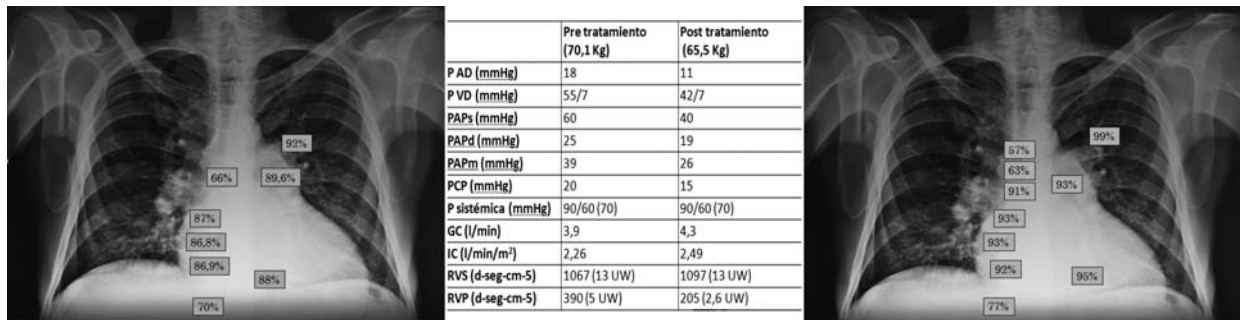 92%
66% 89,6%
87%
86,8%
86,9%
88%
70%
Pre tratamiento Post tratamiento
(70,1 Kg) (65,5 Kg)
P AD (mmHg) 18 11
P VD (mmHg) 55/7 42/7
PAPs (mmHg) 60 40
PAPd (mmHg) 25 19
PAPm (mmHg) 39 26
PCP (mmHg) 20 15
P sistémica (mmHg) 90/60 (70) 90/60 (70)
GC (l/min) 3,9 4,3
IC (l/min/m²) 2,26 2,49
RVS (d-seg-cm-5) 1067 (13 UW) 1097 (13 UW)
RVP (d-seg-cm-5) 390 (5 UW) 205 (2,6 UW)
99%
57%
63%
91% 93%
93%
93%
92% 95%
77%